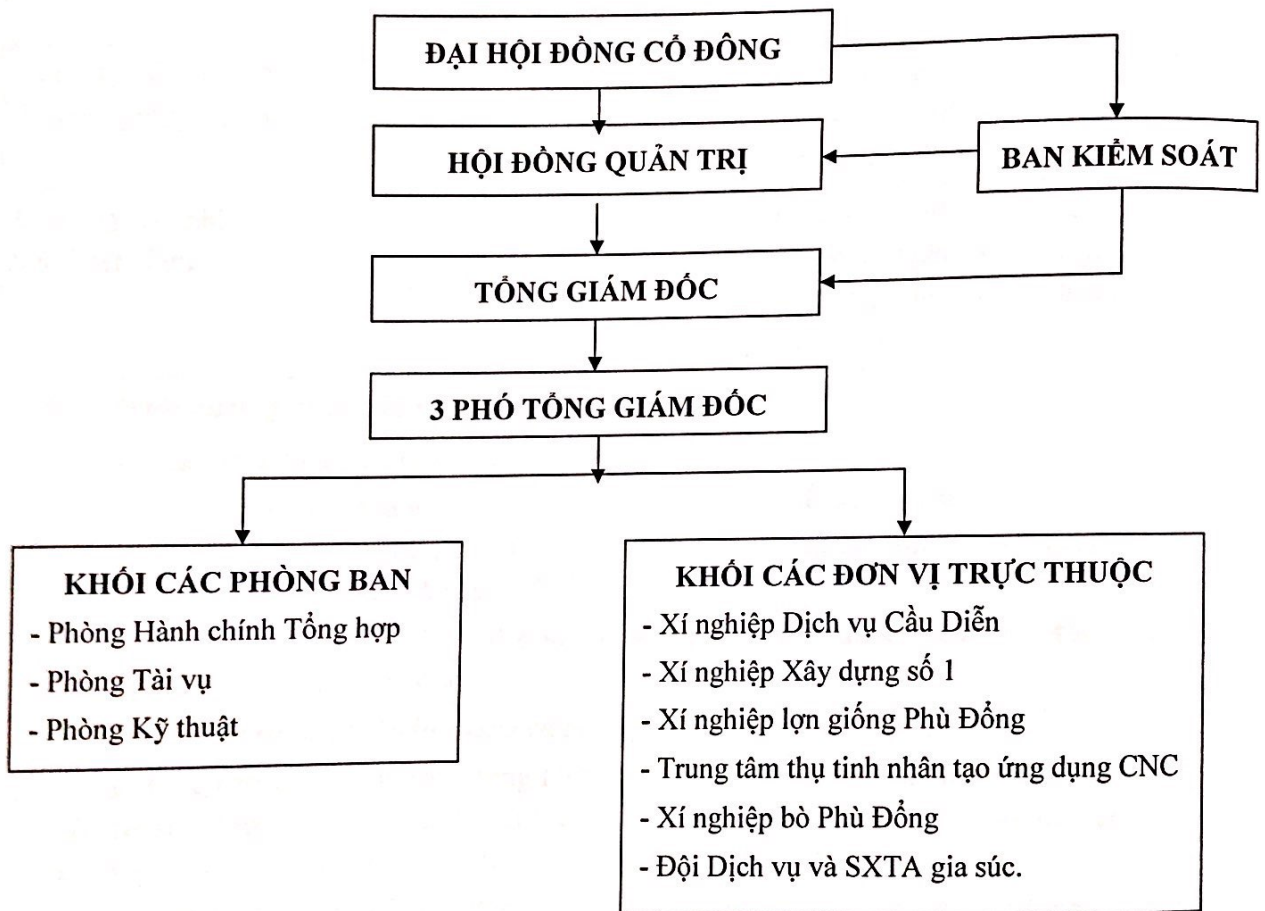 ĐẠI HỘI ĐỒNG CỔ ĐÔNG
HỘI ĐỒNG QUẢN TRỊ
BAN KIỂM SOÁT
TỔNG GIÁM ĐỐC
3 PHÓ TỔNG GIÁM ĐỐC
KHỐI CÁC PHÒNG BAN
- Phòng Hành chính Tổng hợp
- Phòng Tài vụ
- Phòng Kỹ thuật
KHỐI CÁC ĐƠN VỊ TRỰC THUỘC
- Xí nghiệp Dịch vụ Cầu Diễn
- Xí nghiệp Xây dựng số 1
- Xí nghiệp lợn giống Phù Đổng
- Trung tâm thụ tinh nhân tạo ứng dụng CNC
- Xí nghiệp bò Phù Đổng
- Đội Dịch vụ và SXTA gia súc.